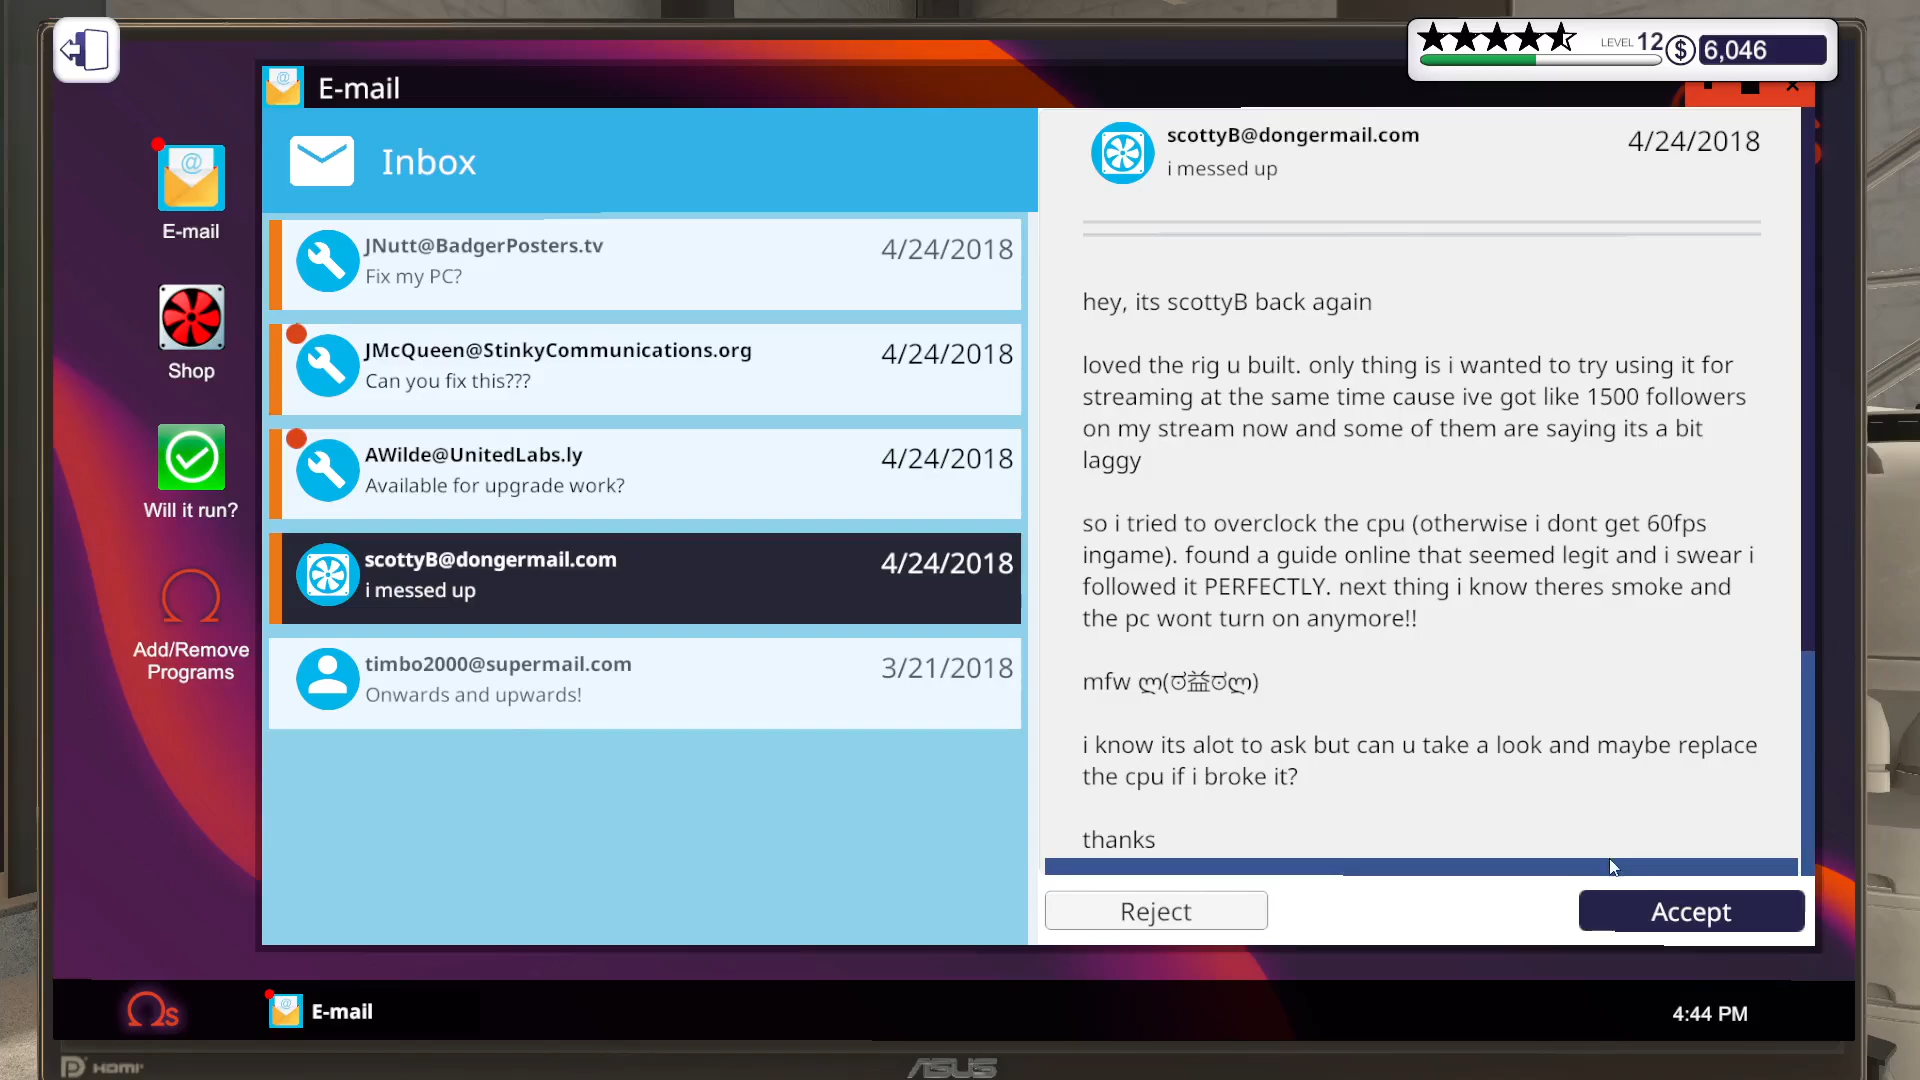 LEVEL 12
$ 6,046
E-mail
Inbox
JNutt@BadgerPosters.tv
4/24/2018
Fix my PC?
JMcQueen@StinkyCommunications.org
4/24/2018
Can you fix this???
AWilde@UnitedLabs.ly
4/24/2018
Available for upgrade work?
scottyB@dongermail.com
4/24/2018
i messed up
timbo2000@supermail.com
3/21/2018
Onwards and upwards!
scottyB@dongermail.com
4/24/2018
i messed up
hey, its scottyB back again
loved the rig u built. only thing is i wanted to try using it for
streaming at the same time cause ive got like 1500 followers
on my stream now and some of them are saying its a bit
laggy
so i tried to overclock the cpu (otherwise i dont get 60fps
ingame). found a guide online that seemed legit and i swear i
followed it PERFECTLY. next thing i know theres smoke and
the pc wont turn on anymore!!
mfw ლ(ಠ益ಠლ)
i know its alot to ask but can u take a look and maybe replace
the cpu if i broke it?
thanks
Reject
Accept
E-mail
Shop
Will it run?
Add/Remove
Programs
Ωs
E-mail
4:44 PM
HDMI
ASUS